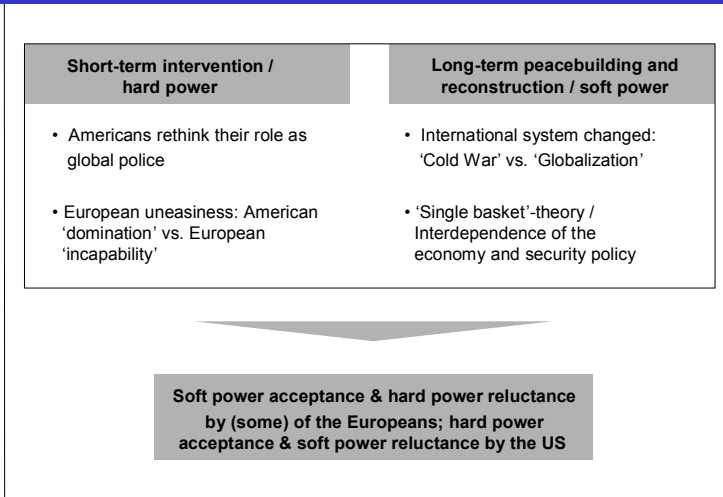 Short-term intervention /
hard power
• Americans rethink their role as
global police
• European uneasiness: American
‘domination’ vs. European
‘incapability’
Long-term peacebuilding and
reconstruction / soft power
• International system changed:
‘Cold War’ vs. ‘Globalization’
• ‘Single basket’-theory /
Interdependence of the
economy and security policy
Soft power acceptance & hard power reluctance
by (some) of the Europeans; hard power
acceptance & soft power reluctance by the US